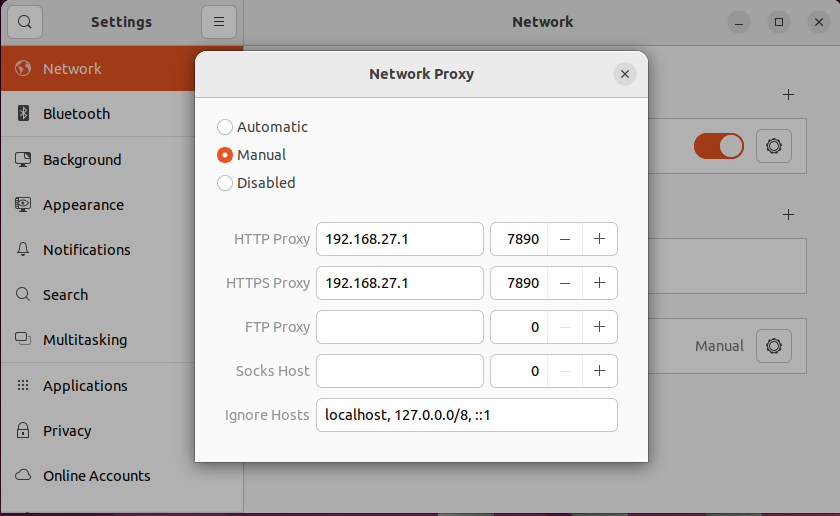 Settings
Network
Network
Bluetooth
Background
Appearance
Notifications
Search
Multitasking
Applications
Privacy
Online Accounts
Network Proxy
Automatic
Manual
Disabled
HTTP Proxy 192.168.27.1 7890 − +
HTTPS Proxy 192.168.27.1 7890 − +
FTP Proxy 0 − +
Socks Host 0 − +
Ignore Hosts localhost, 127.0.0.0/8, ::1
Manual